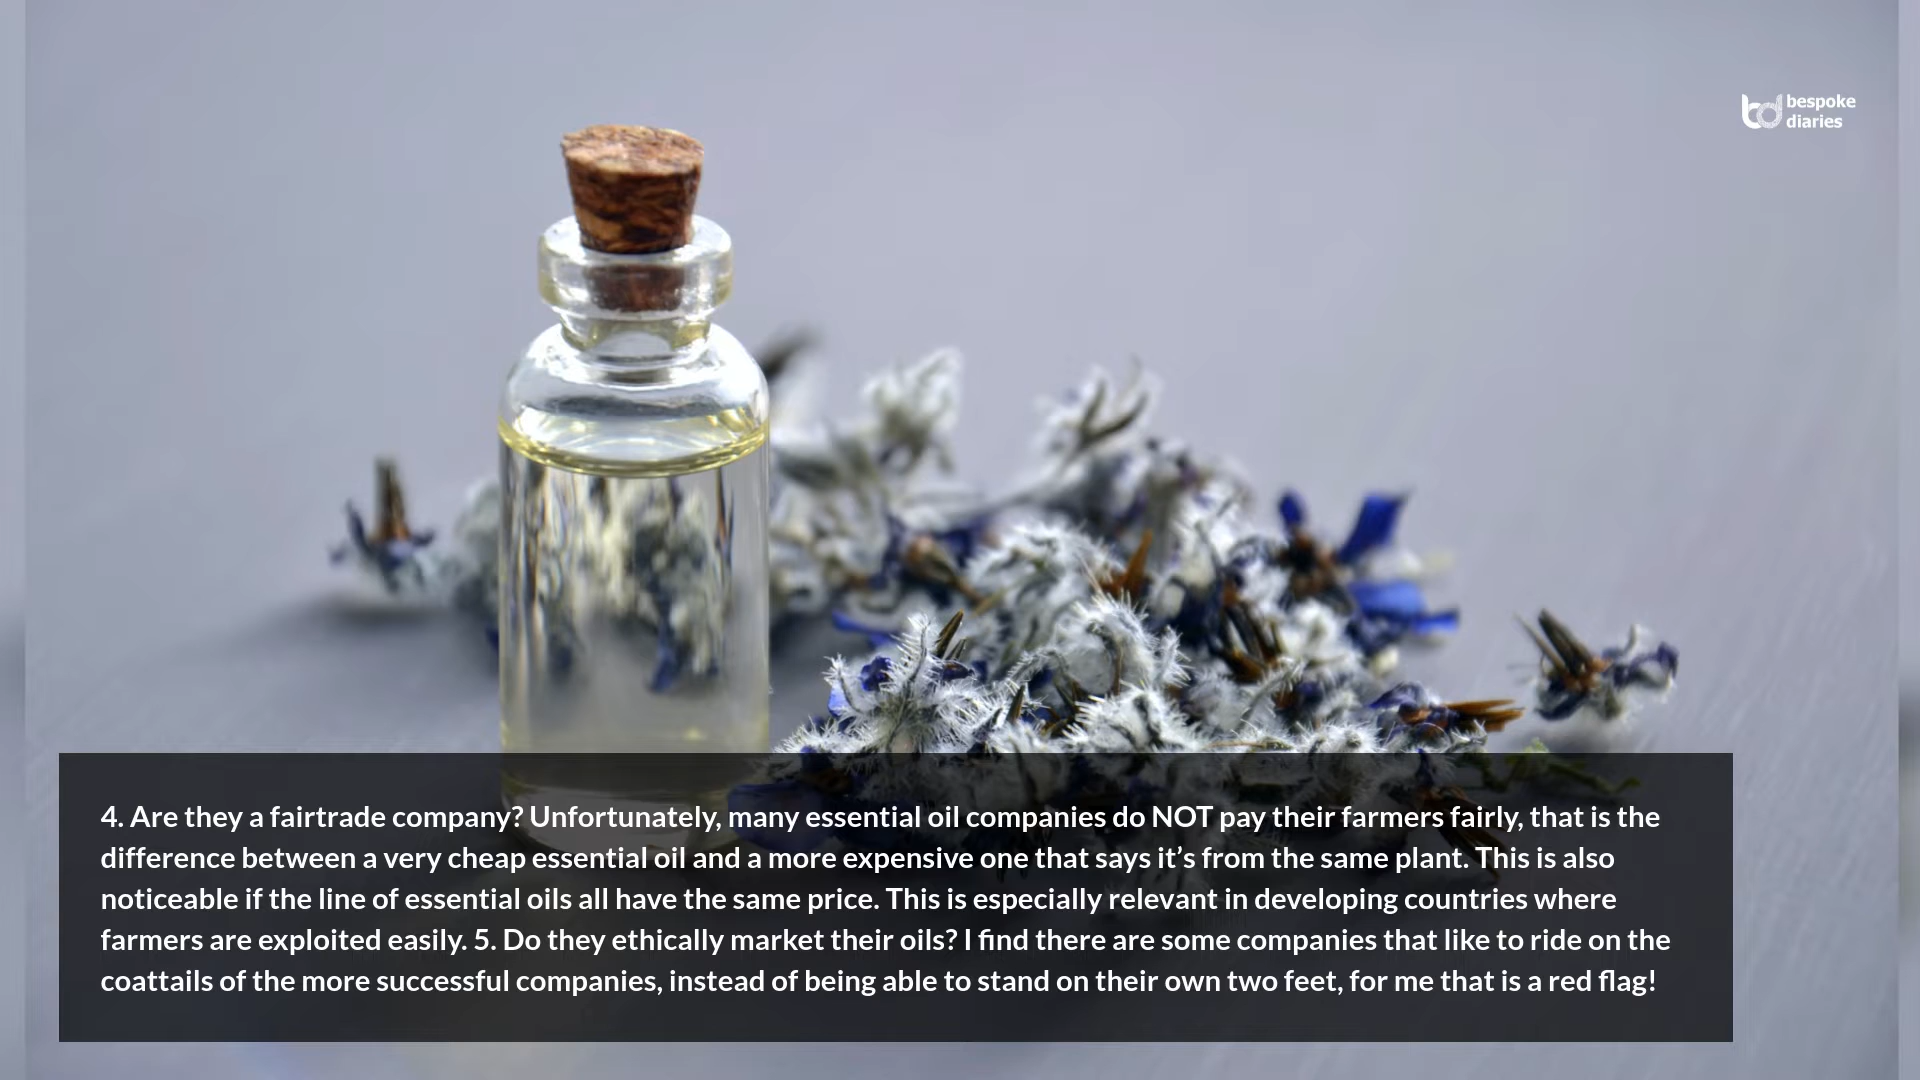 bespoke
diaries
4. Are they a fairtrade company? Unfortunately, many essential oil companies do NOT pay their farmers fairly, that is the
difference between a very cheap essential oil and a more expensive one that says it’s from the same plant. This is also
noticeable if the line of essential oils all have the same price. This is especially relevant in developing countries where
farmers are exploited easily. 5. Do they ethically market their oils? I find there are some companies that like to ride on the
coattails of the more successful companies, instead of being able to stand on their own two feet, for me that is a red flag!